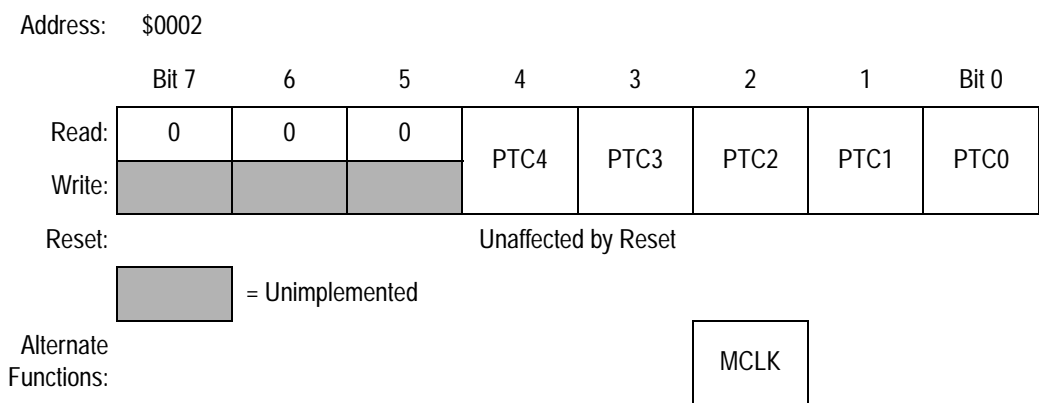 Address: $0002
Bit 7 6 5 4 3 2 1 Bit 0
Read: 0 0 0 PTC4 PTC3 PTC2 PTC1 PTC0
Write:
Reset: Unaffected by Reset
= Unimplemented
Alternate
Functions: MCLK